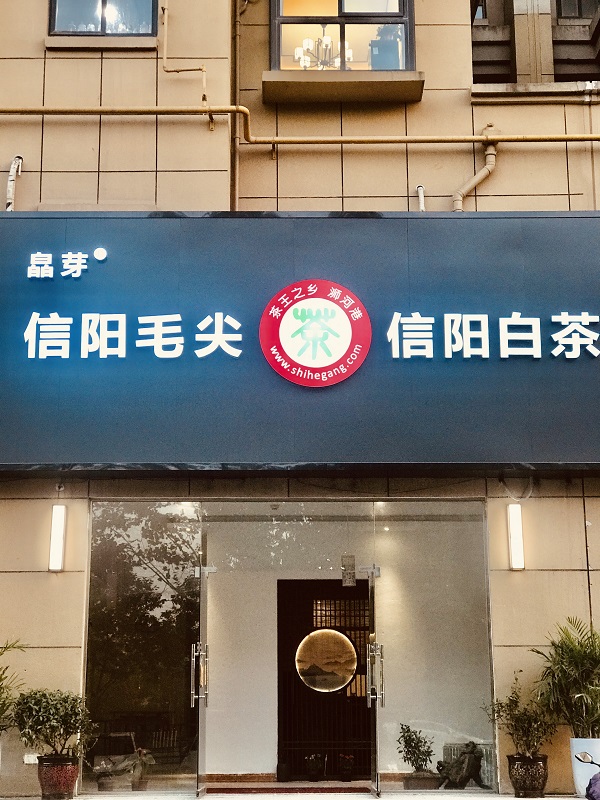 皛芽
信阳毛尖
茶王之乡 浉河港
茶
www.shihegang.com
信阳白茶